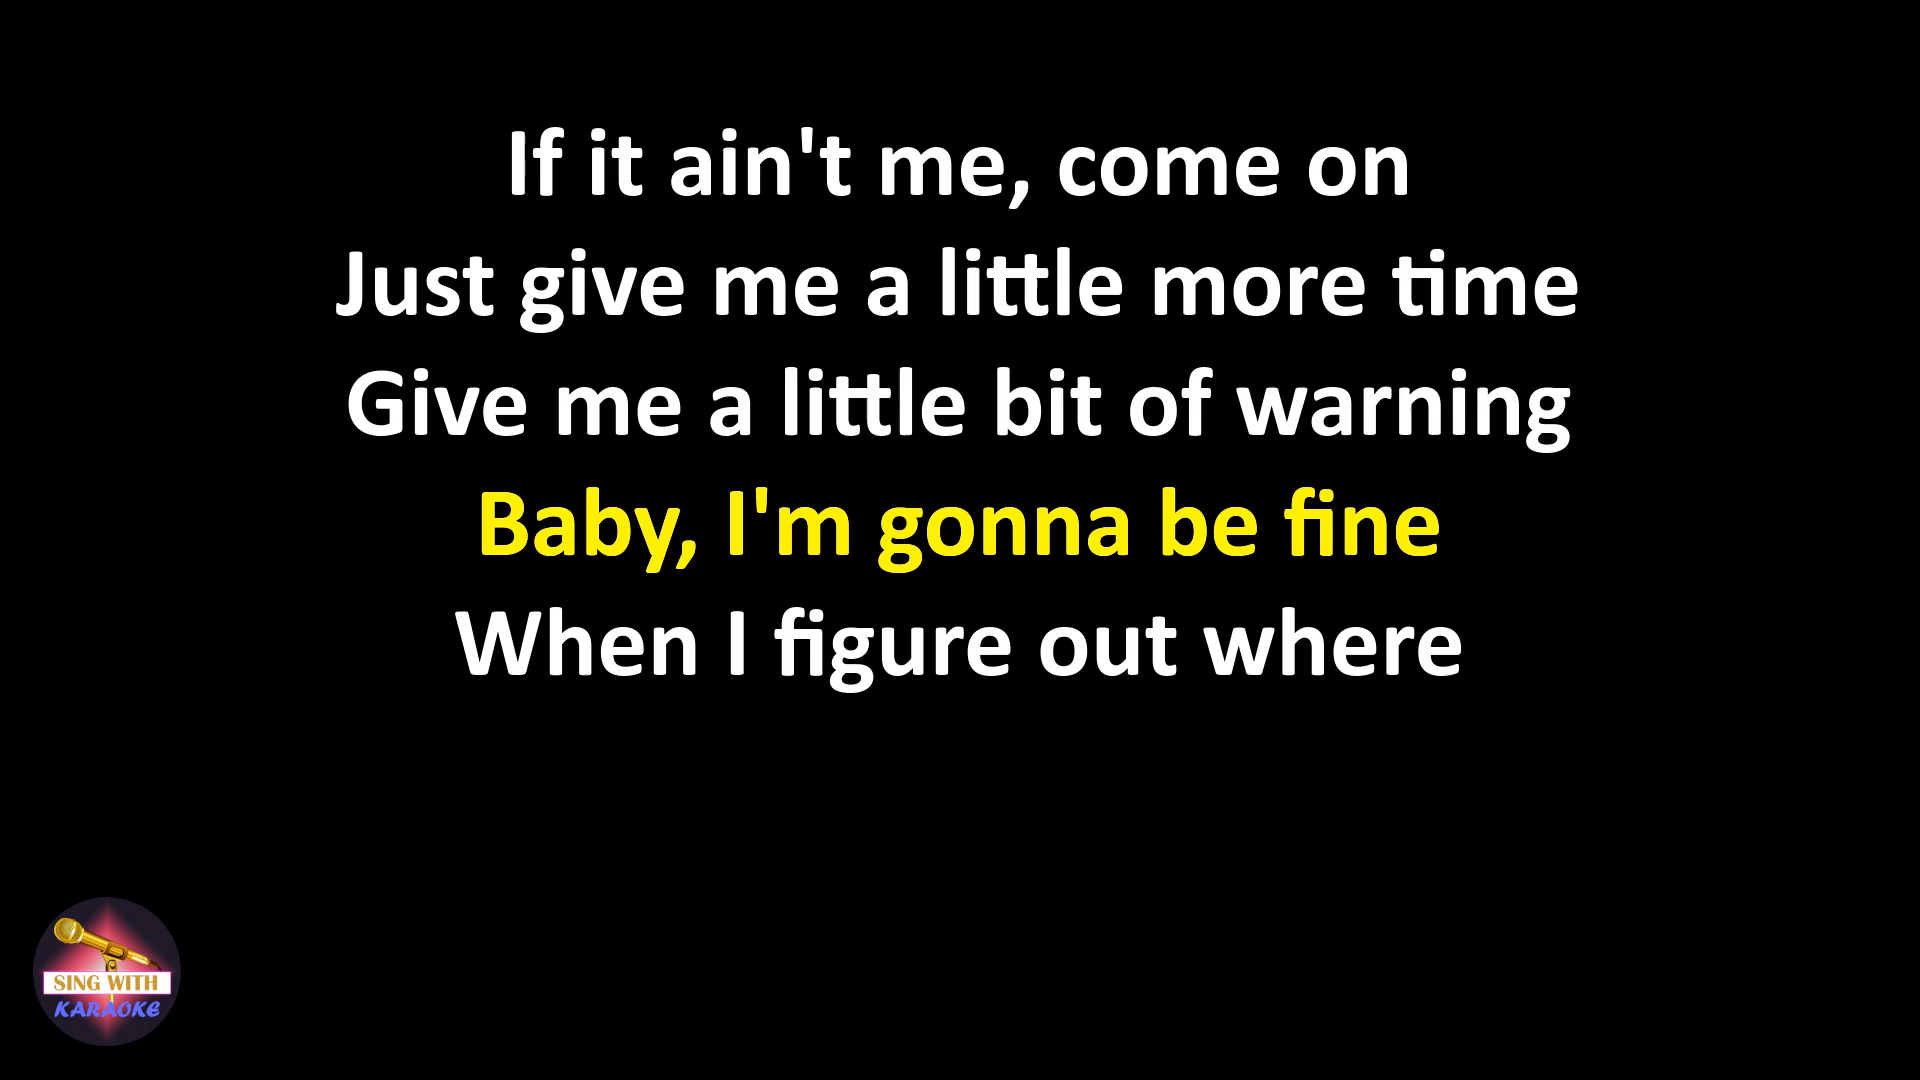 If it ain't me, come on
Just give me a little more time
Give me a little bit of warning
Baby, I'm gonna be fine
When I figure out where
SING WITH
KARAOKE